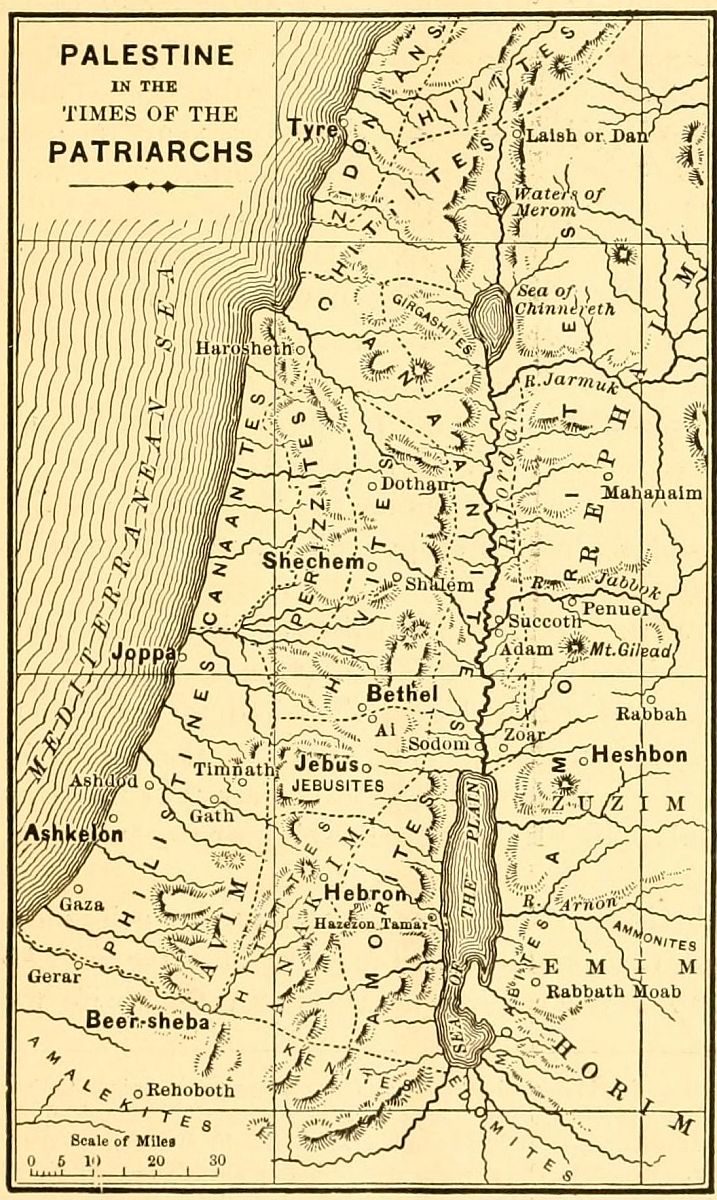 PALESTINE
IN THE
TIMES OF THE
PATRIARCHS
MEDITERRANEAN SEA
ZIDONIANS
HIVITES
HITTITES
Tyre
Laish or Dan
Waters of
Merom
Sea of
Chinnereth
CANAANITES
GIRGASHITES
Harosheth
R. Jarmuk
REPHAIM
AMORITES
R. Jordan
CANAANITES
PERIZZITES
HIVITES
Dothan
Mahanaim
Shechem
Shalem
R. Jabbok
Penuel
Succoth
Adam
Mt. Gilead
Joppa
Bethel
Ai
Rabbah
Sodom
Zoar
Heshbon
Jebus
JEBUSITES
Timnath
Ashdod
Gath
PHILISTINES
ZUZIM
Ashkelon
THE PLAIN
Hebron
Hazezon Tamar
R. Arnon
AMMONITES
Gaza
AVIM
HITTITES
ANAKIM
AMORITES
MOABITES
EMIM
Gerar
Rabbath Moab
Beer-sheba
SEA OF
KENITES
HORIM
AMALEKITES
Rehoboth
EDOMITES
Scale of Miles
0 5 10 20 30